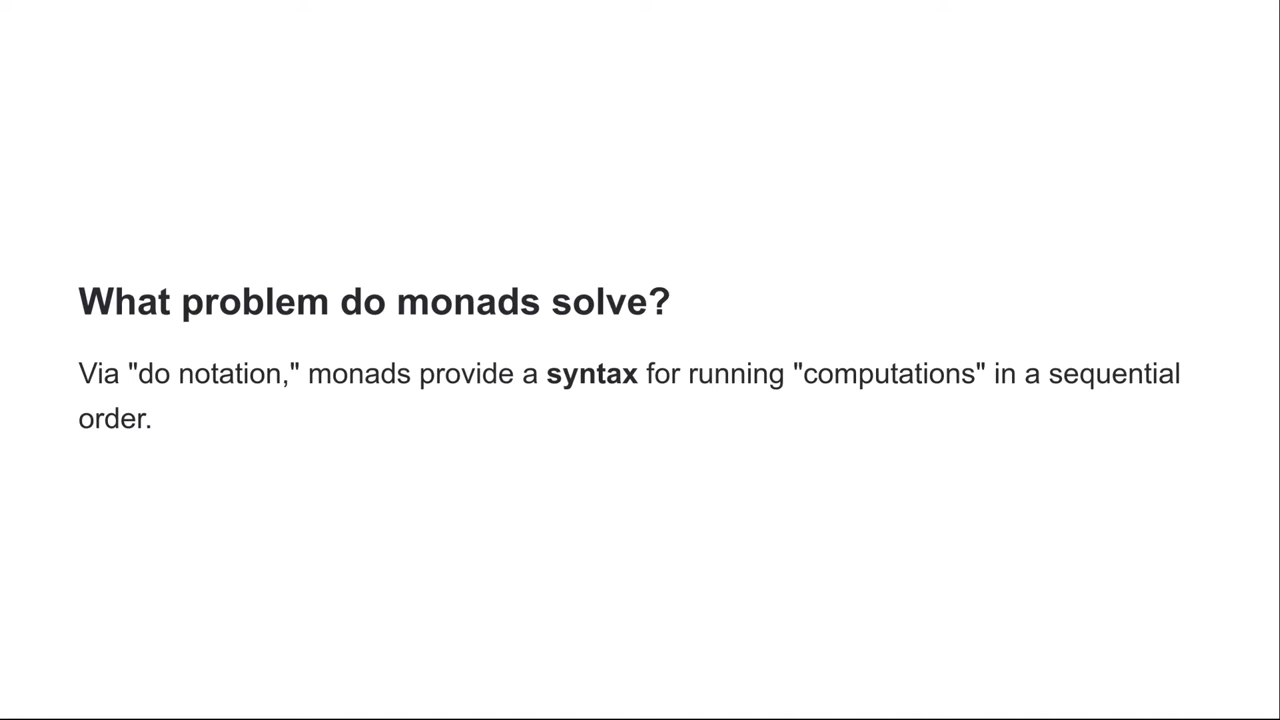 What problem do monads solve?
Via "do notation," monads provide a syntax for running "computations" in a sequential
order.